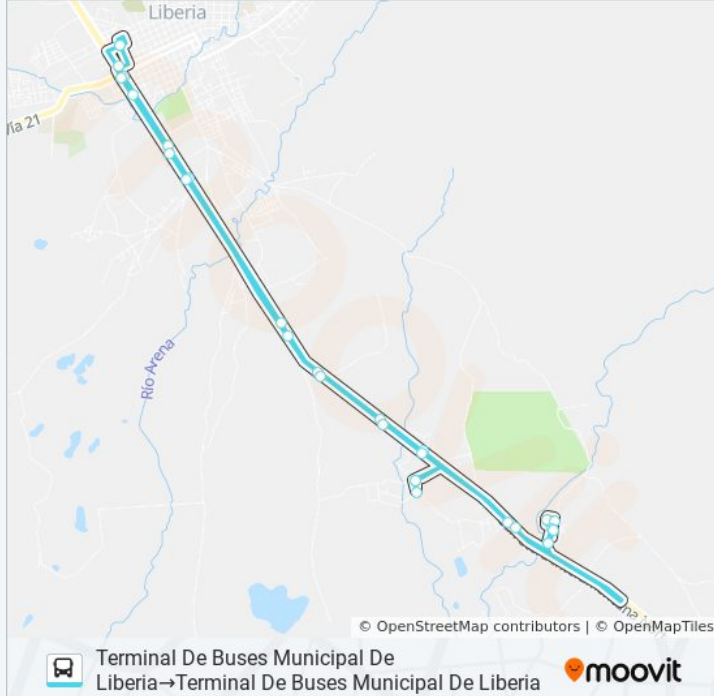 Liberia
Vía 21
Río Arena
© OpenStreetMap contributors | © OpenMapTiles
Terminal De Buses Municipal De
Liberia→Terminal De Buses Municipal De Liberia
moovit